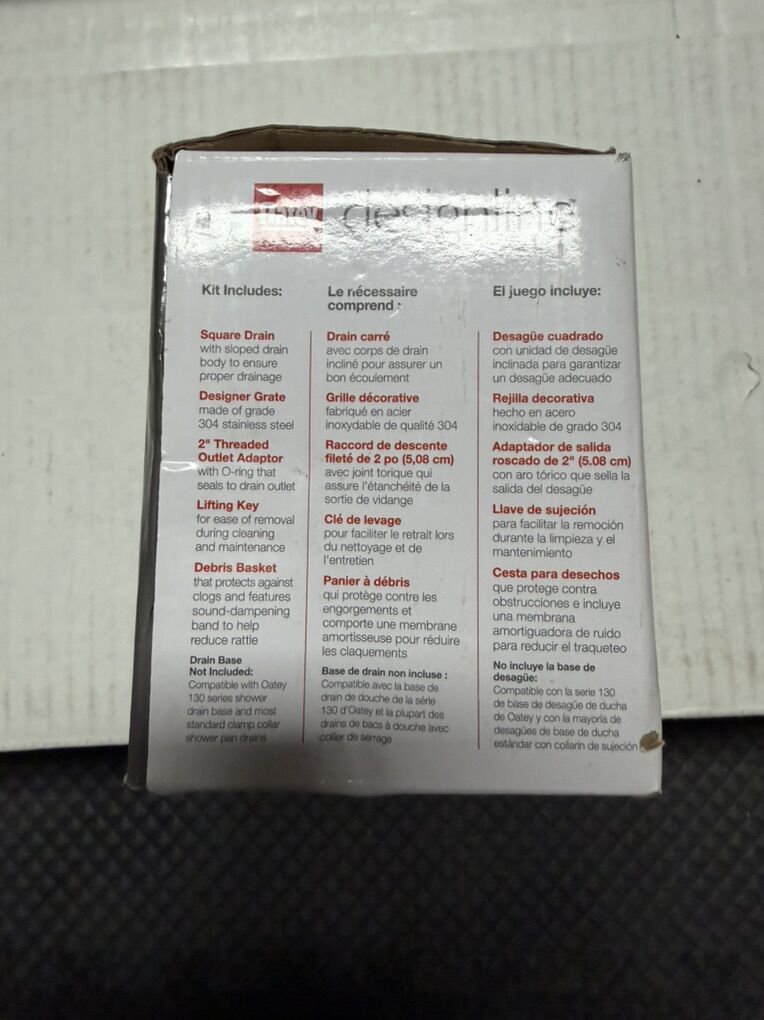 Oatey designline
Kit Includes:
Square Drain
with sloped drain
body to ensure
proper drainage
Designer Grate
made of grade
304 stainless steel
2" Threaded
Outlet Adaptor
with O-ring that
seals to drain outlet
Lifting Key
for ease of removal
during cleaning
and maintenance
Debris Basket
that protects against
clogs and features
sound-dampening
band to help
reduce rattle
Drain Base
Not Included:
Compatible with Oatey
130 series shower
drain base and most
standard clamp collar
shower pan drains
Le nécessaire
comprend :
Drain carré
avec corps de drain
incliné pour assurer un
bon écoulement
Grille décorative
fabriqué en acier
inoxydable de qualité 304
Raccord de descente
fileté de 2 po (5,08 cm)
avec joint torique qui
assure l'étanchéité de la
sortie de vidange
Clé de levage
pour faciliter le retrait lors
du nettoyage et de
l'entretien
Panier à débris
qui protège contre les
engorgements et
comporte une membrane
amortisseuse pour réduire
les claquements
Base de drain non incluse :
Compatible avec la base de
drain de douche de la série
130 d'Oatey et la plupart des
drains de bacs à douche avec
collier de serrage
El juego incluye:
Desagüe cuadrado
con unidad de desagüe
inclinada para garantizar
un desagüe adecuado
Rejilla decorativa
hecho en acero
inoxidable de grado 304
Adaptador de salida
roscado de 2" (5.08 cm)
con aro tórico que sella la
salida del desagüe
Llave de sujeción
para facilitar la remoción
durante la limpieza y el
mantenimiento
Cesta para desechos
que protege contra
obstrucciones e incluye
una membrana
amortiguadora de ruido
para reducir el traqueteo
No incluye la base de
desagüe:
Compatible con la serie 130
de base de desagüe de ducha
de Oatey y con la mayoría de
desagües de base de ducha
estándar con collarín de sujeción